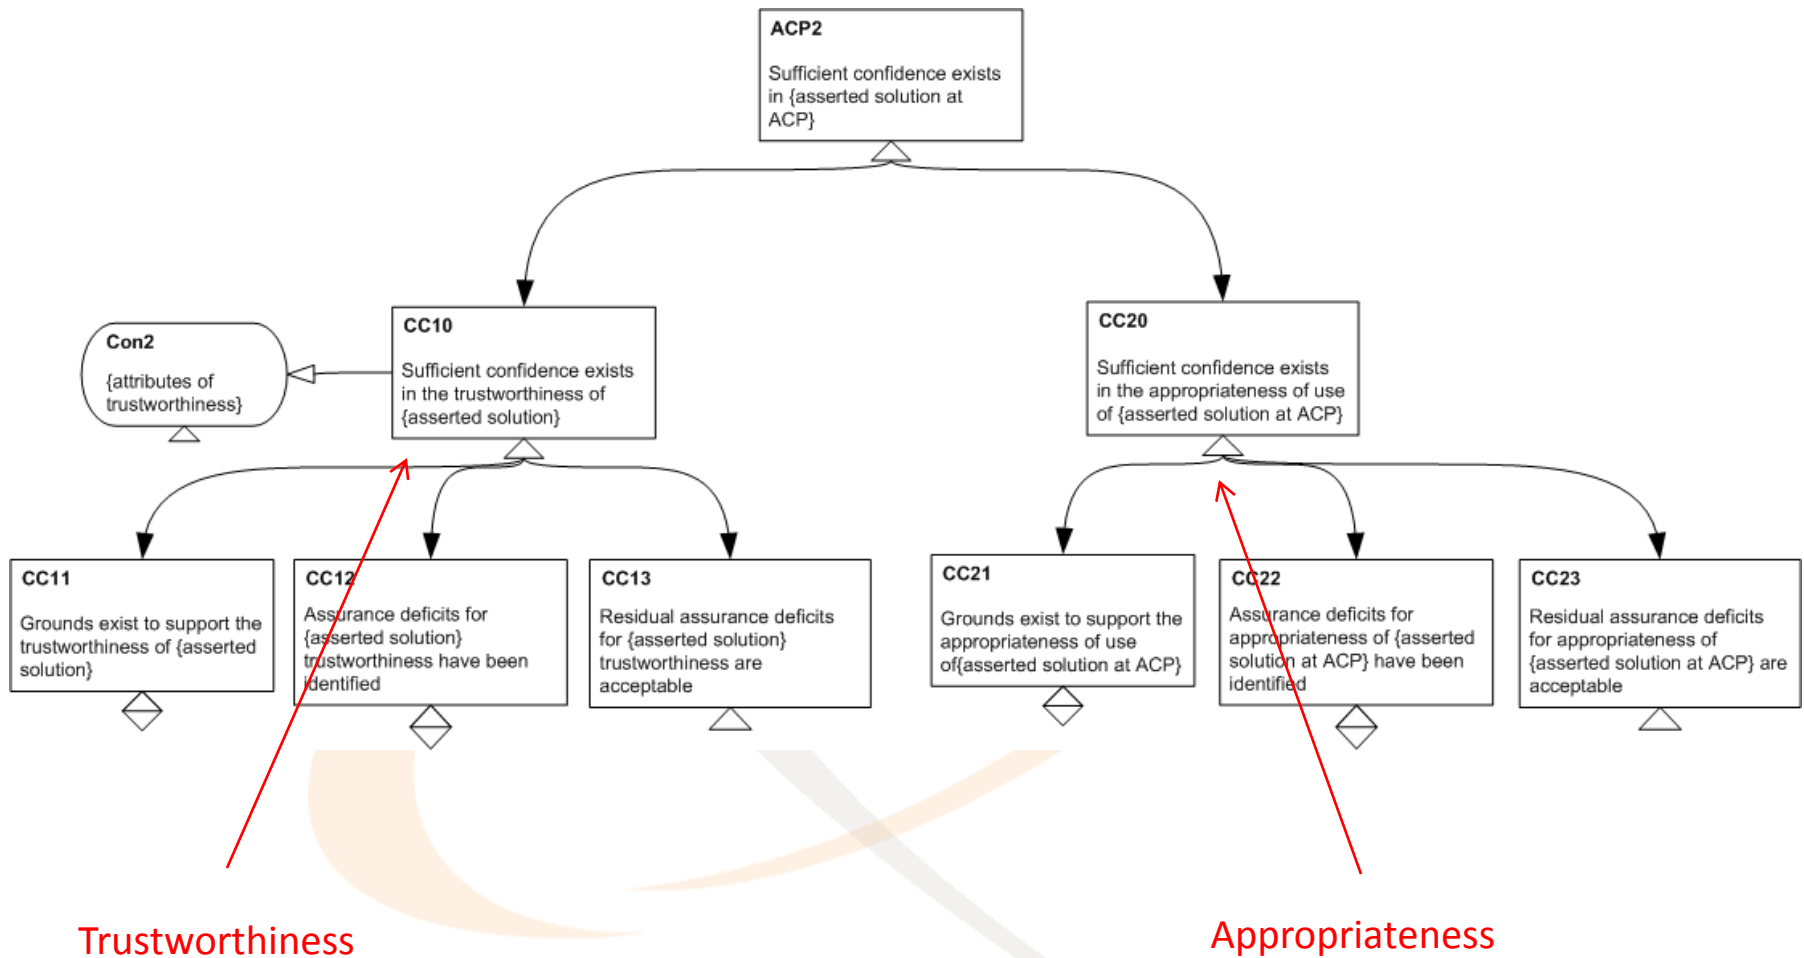 ACP2
Sufficient confidence exists
in {asserted solution at
ACP}
Con2
{attributes of
trustworthiness}
CC10
Sufficient confidence exists
in the trustworthiness of
{asserted solution}
CC20
Sufficient confidence exists
in the appropriateness of use
of {asserted solution at ACP}
CC11
Grounds exist to support the
trustworthiness of {asserted
solution}
CC12
Assurance deficits for
{asserted solution}
trustworthiness have been
identified
CC13
Residual assurance deficits
for {asserted solution}
trustworthiness are
acceptable
CC21
Grounds exist to support the
appropriateness of use
of{asserted solution at ACP}
CC22
Assurance deficits for
appropriateness of {asserted
solution at ACP} have been
identified
CC23
Residual assurance deficits
for appropriateness of
{asserted solution at ACP} are
acceptable
Trustworthiness
Appropriateness